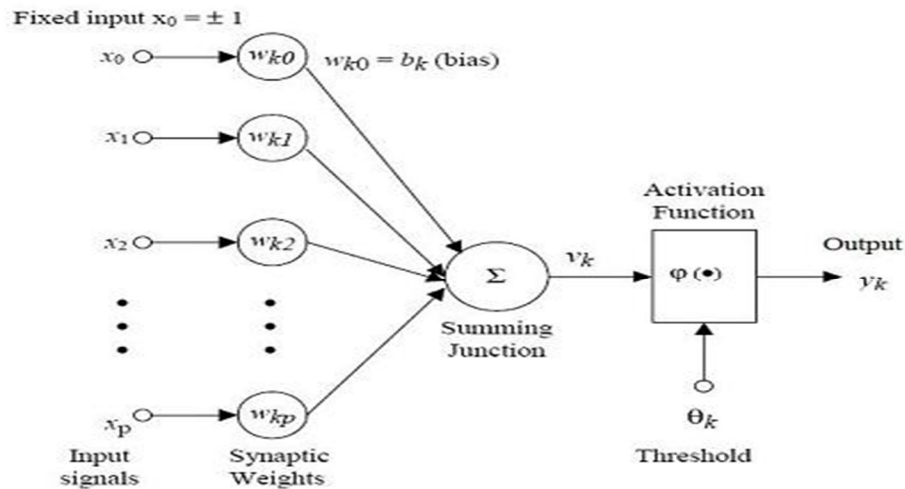 Fixed input x₀ = ± 1
x₀
wk0
wk0 = bk (bias)
x₁
wk1
x₂
wk2
xp
wkp
Input
signals
Synaptic
Weights
Σ
Summing
Junction
vk
Activation
Function
φ (•)
Output
yk
θk
Threshold